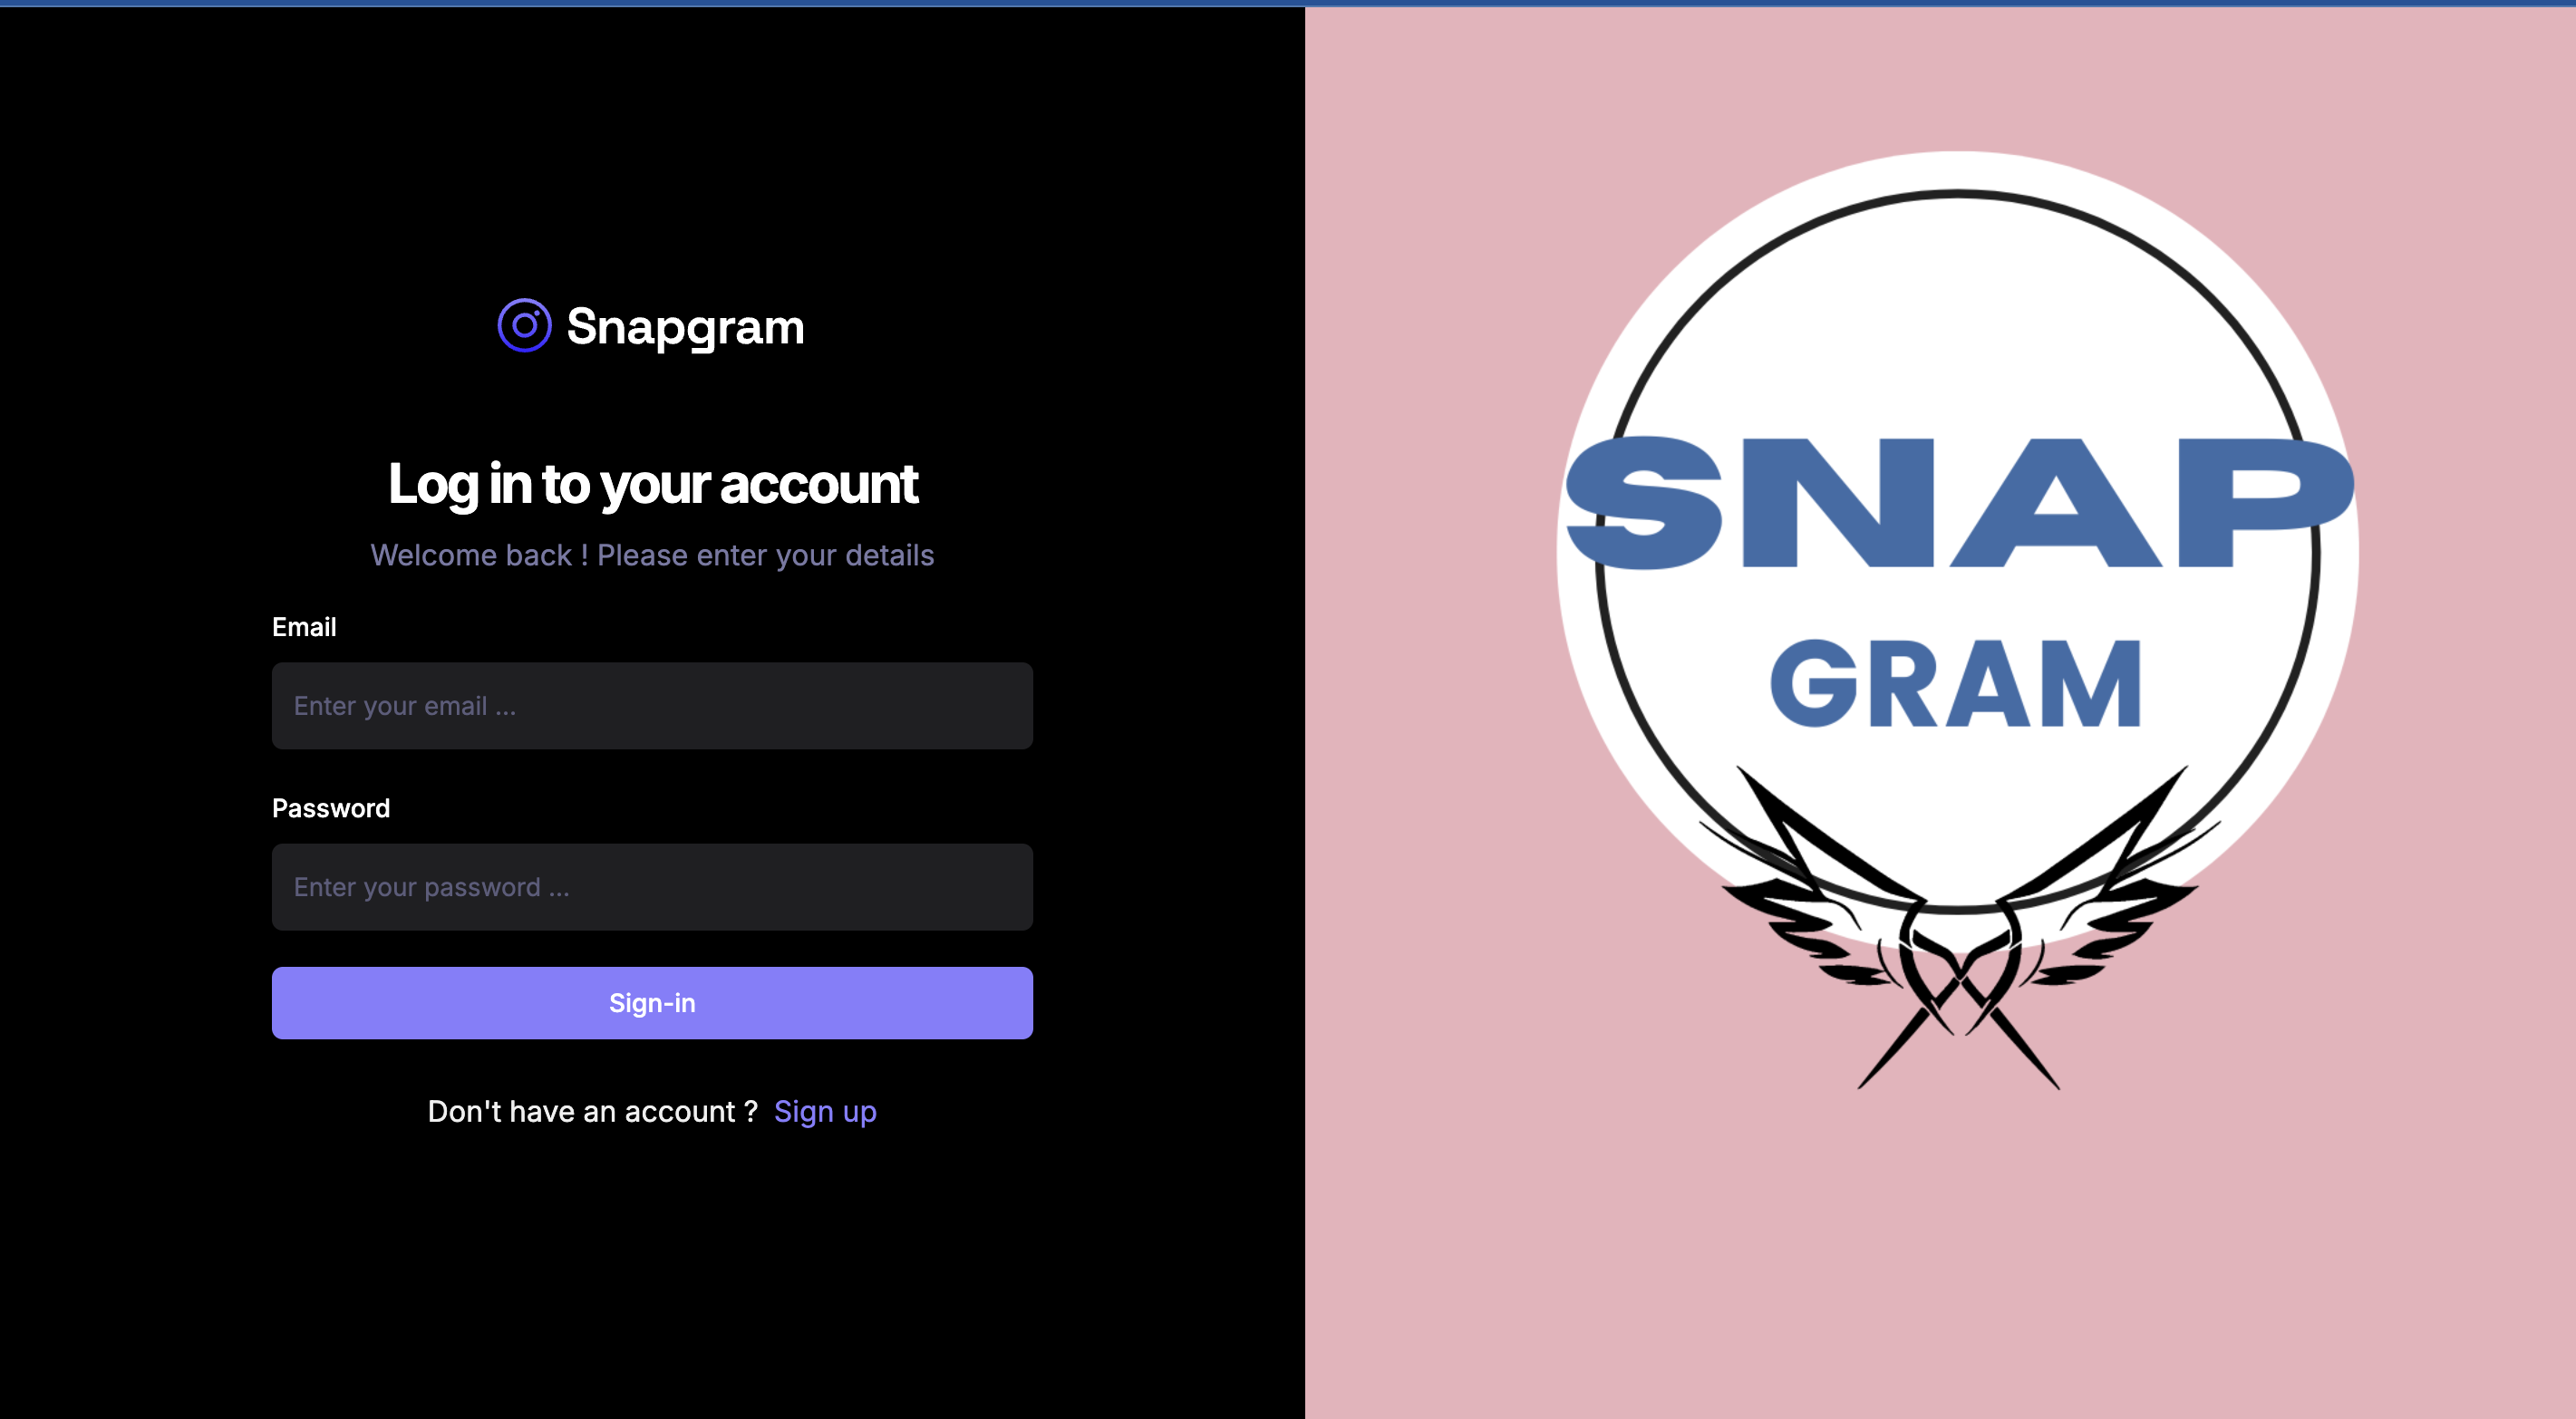 Snapgram
Log in to your account
Welcome back ! Please enter your details
Email
Enter your email ...
Password
Enter your password ...
Sign-in
Don't have an account ? Sign up
SNAP
GRAM